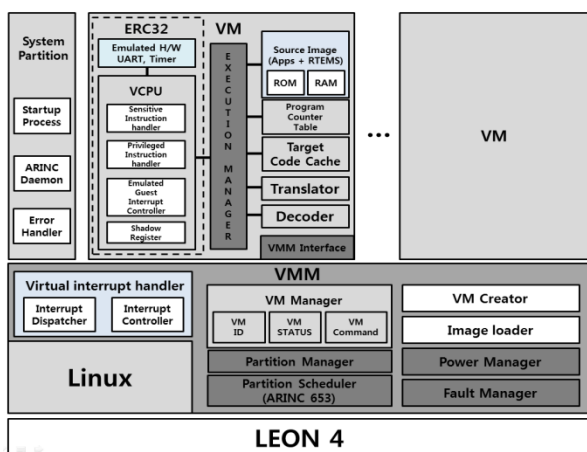 System
Partition
Startup
Process
ARINC
Daemon
Error
Handler
ERC32
VM
Emulated H/W
UART, Timer
VCPU
Sensitive
Instruction handler
Privileged
Instruction handler
Emulated
Guest
Interrupt Controller
Shadow
Register
EXECUTION MANAGER
Source Image
(Apps + RTEMS)
ROM
RAM
Program
Counter
Table
Target
Code Cache
Translator
Decoder
VMM Interface
...
VM
VMM
Virtual interrupt handler
Interrupt
Dispatcher
Interrupt
Controller
Linux
VM Manager
VM
ID
VM
STATUS
VM
Command
Partition Manager
Partition Scheduler
(ARINC 653)
VM Creator
Image loader
Power Manager
Fault Manager
LEON 4